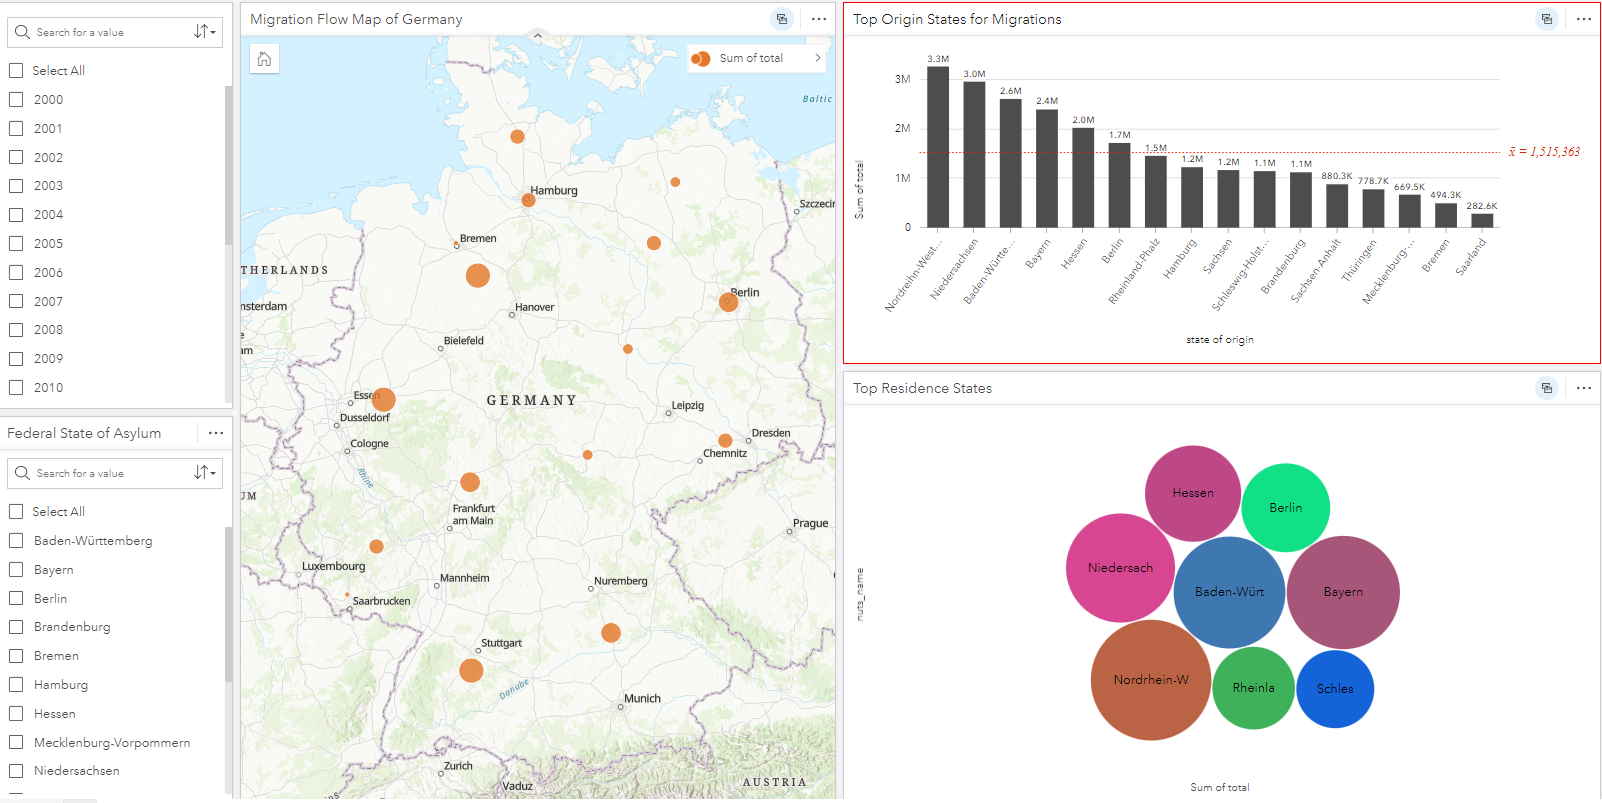 Search for a value
Select All
2000
2001
2002
2003
2004
2005
2006
2007
2008
2009
2010
Federal State of Asylum
Search for a value
Select All
Baden-Württemberg
Bayern
Berlin
Brandenburg
Bremen
Hamburg
Hessen
Mecklenburg-Vorpommern
Niedersachsen
Migration Flow Map of Germany
Sum of total
Baltic
Hamburg
Szczecin
Bremen
THERLANDS
Berlin
nsterdam
Hanover
e
am
Bielefeld
Essen
GERMANY
Leipzig
Dusseldorf
Dresden
Cologne
Chemnitz
Rhine
UM
Frankfurt
am Main
Prague
Luxembourg
Mannheim
Nuremberg
Saarbrucken
Stuttgart
Danube
Munich
Zurich
Vaduz
AUSTRIA
Top Origin States for Migrations
3.3M
3.0M
2.6M
2.4M
2.0M
1.7M
1.5M
1.2M
1.2M
1.1M
1.1M
880.3K
778.7K
669.5K
494.3K
282.6K
3M
2M
1M
0
Sum of total
x̄ = 1,515,363
Nordreihn-West...
Niedersachsen
Baden-Württe...
Bayern
Hessen
Berlin
Rheinland-Phalz
Hamburg
Sachsen
Schleswig-Holst...
Brandenburg
Sachsen-Anhalt
Thüringen
Mecklenburg-...
Bremen
Saarland
state of origin
Top Residence States
Hessen
Berlin
Niedersach
Baden-Würt
Bayern
Nordrhein-W
Rheinla
Schles
nuts_name
Sum of total